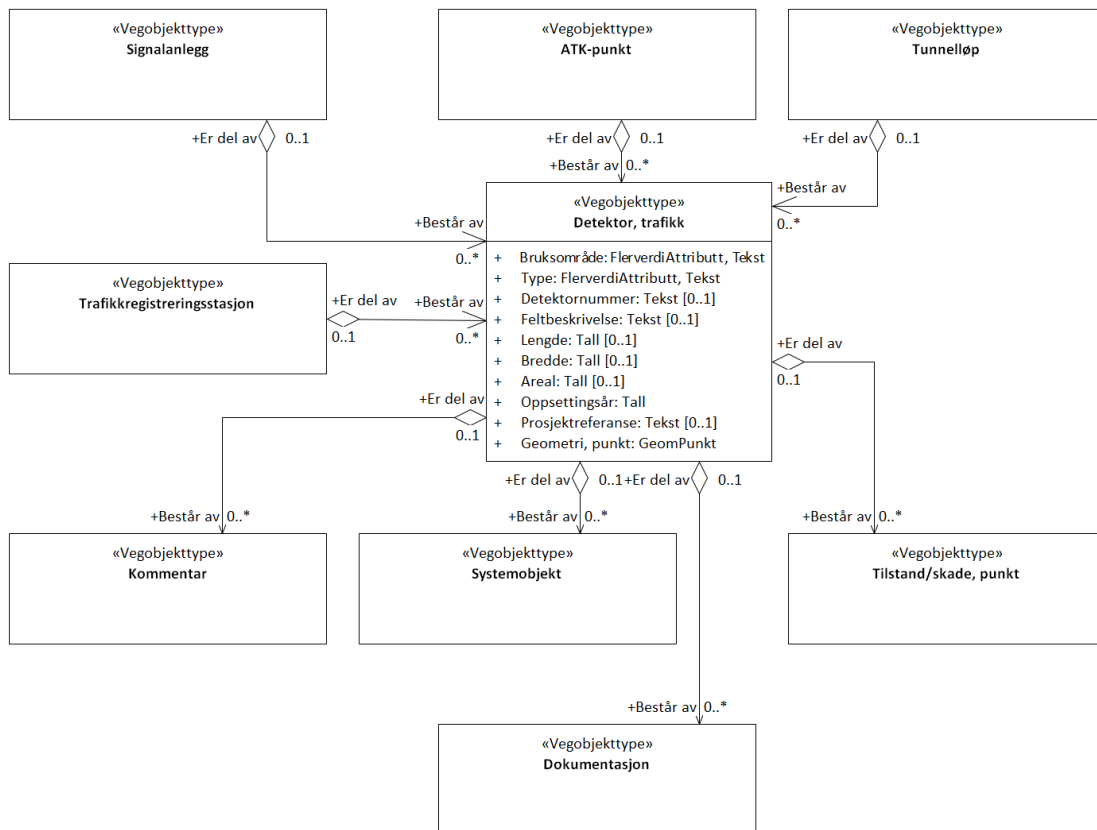 «Vegobjekttype»
Signalanlegg
«Vegobjekttype»
ATK-punkt
«Vegobjekttype»
Tunnelløp
+Er del av 0..1
+Er del av 0..1
+Er del av 0..1
+Består av 0..*
+Består av
0..*
+Består av
0..*
«Vegobjekttype»
Detektor, trafikk
+ Bruksområde: FlerverdiAttributt, Tekst
+ Type: FlerverdiAttributt, Tekst
+ Detektornummer: Tekst [0..1]
+ Feltbeskrivelse: Tekst [0..1]
+ Lengde: Tall [0..1]
+ Bredde: Tall [0..1]
+ Areal: Tall [0..1]
+ Oppsettingsår: Tall
+ Prosjektreferanse: Tekst [0..1]
+ Geometri, punkt: GeomPunkt
«Vegobjekttype»
Trafikkregistreringsstasjon
+Er del av
0..1
+Består av
0..*
+Er del av
0..1
+Er del av
0..1
+Er del av 0..1
+Er del av 0..1
+Består av 0..*
+Består av 0..*
+Består av 0..*
«Vegobjekttype»
Kommentar
«Vegobjekttype»
Systemobjekt
«Vegobjekttype»
Tilstand/skade, punkt
+Består av 0..*
«Vegobjekttype»
Dokumentasjon